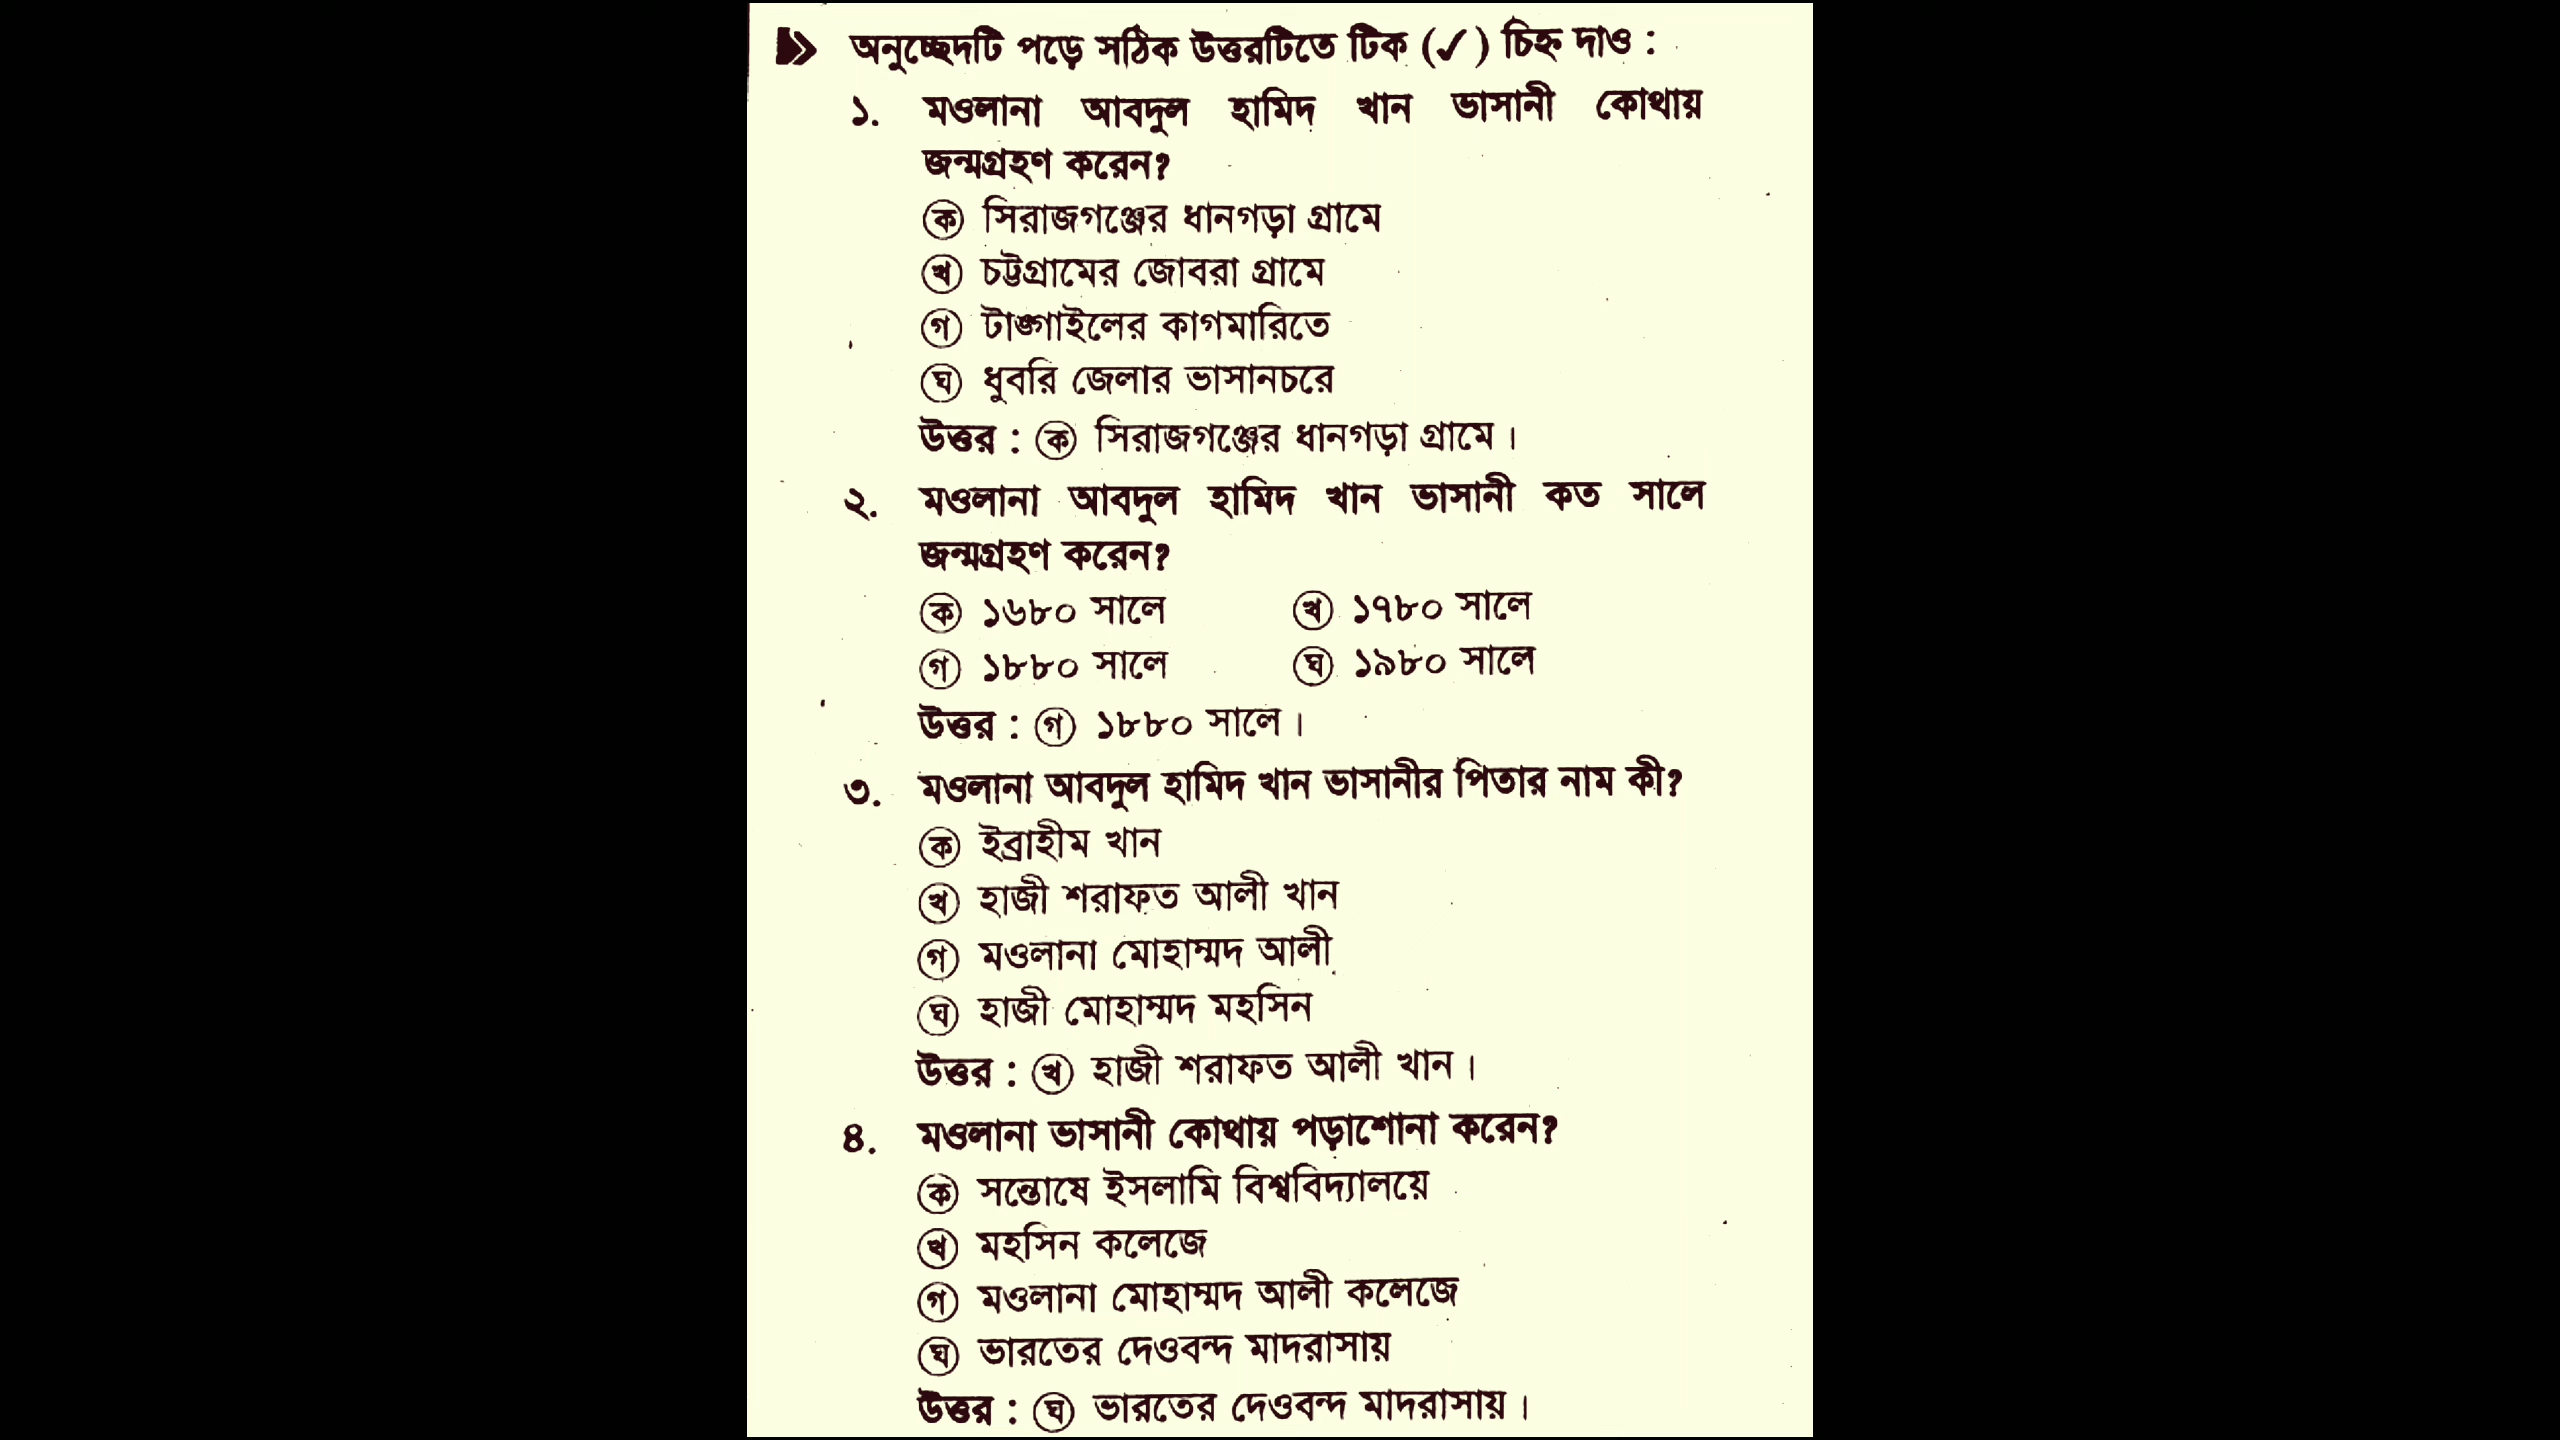 অনুচ্ছেদটি পড়ে সঠিক উত্তরটিতে টিক (✓) চিহ্ন দাও :
১. মওলানা আবদুল হামিদ খান ভাসানী কোথায়
জন্মগ্রহণ করেন?
ক সিরাজগঞ্জের ধানগড়া গ্রামে
খ চট্টগ্রামের জোবরা গ্রামে
গ টাঙ্গাইলের কাগমারিতে
ঘ ধুবরি জেলার ভাসানচরে
উত্তর : ক সিরাজগঞ্জের ধানগড়া গ্রামে।
২. মওলানা আবদুল হামিদ খান ভাসানী কত সালে
জন্মগ্রহণ করেন?
ক ১৬৮০ সালে খ ১৭৮০ সালে
গ ১৮৮০ সালে ঘ ১৯৮০ সালে
উত্তর : গ ১৮৮০ সালে।
৩. মওলানা আবদুল হামিদ খান ভাসানীর পিতার নাম কী?
ক ইব্রাহীম খান
খ হাজী শরাফত আলী খান
গ মওলানা মোহাম্মদ আলী
ঘ হাজী মোহাম্মদ মহসিন
উত্তর : খ হাজী শরাফত আলী খান।
৪. মওলানা ভাসানী কোথায় পড়াশোনা করেন?
ক সন্তোষে ইসলামি বিশ্ববিদ্যালয়ে
খ মহসিন কলেজে
গ মওলানা মোহাম্মদ আলী কলেজে
ঘ ভারতের দেওবন্দ মাদরাসায়
উত্তর : ঘ ভারতের দেওবন্দ মাদরাসায়।